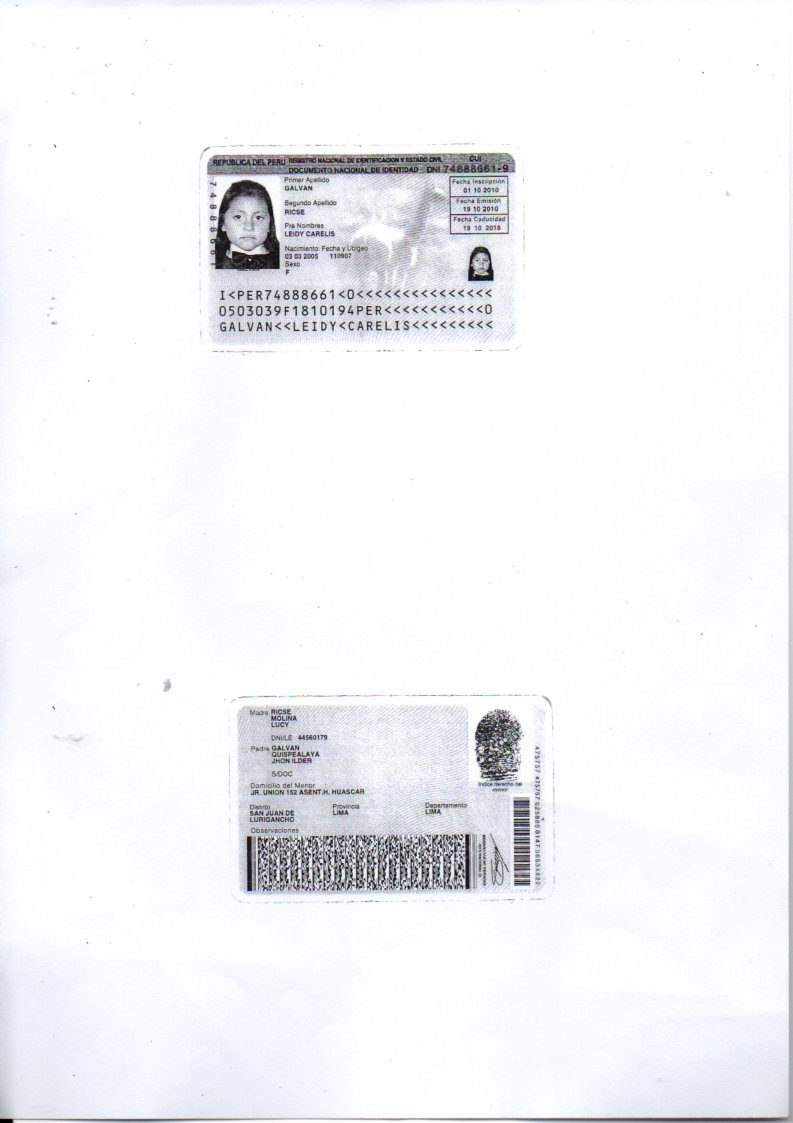 REPUBLICA DEL PERU REGISTRO NACIONAL DE IDENTIFICACION Y ESTADO CIVIL CUI
DOCUMENTO NACIONAL DE IDENTIDAD - DNI 74888661-9
74888661
Primer Apellido
GALVAN
Segundo Apellido
RICSE
Pre Nombres
LEIDY CARELIS
Nacimiento: Fecha y Ubigeo
03 03 2005 110907
Sexo
F
Fecha Inscripción
01 10 2010
Fecha Emisión
19 10 2010
Fecha Caducidad
19 10 2018
I<PER74888661<0<<<<<<<<<<<<<<<
0503039F1810194PER<<<<<<<<<<<0
GALVAN<<LEIDY<CARELIS<<<<<<<<<
Madre RICSE
MOLINA
LUCY
DNI/LE 44560179
Padre GALVAN
QUISPEALAYA
JHON ILDER
S/DOC
Domicilio del Menor
JR. UNION 152 ASENT.H. HUASCAR
Distrito Provincia Departamento
SAN JUAN DE LIMA LIMA
LURIGANCHO
Observaciones
Indice derecho del
menor